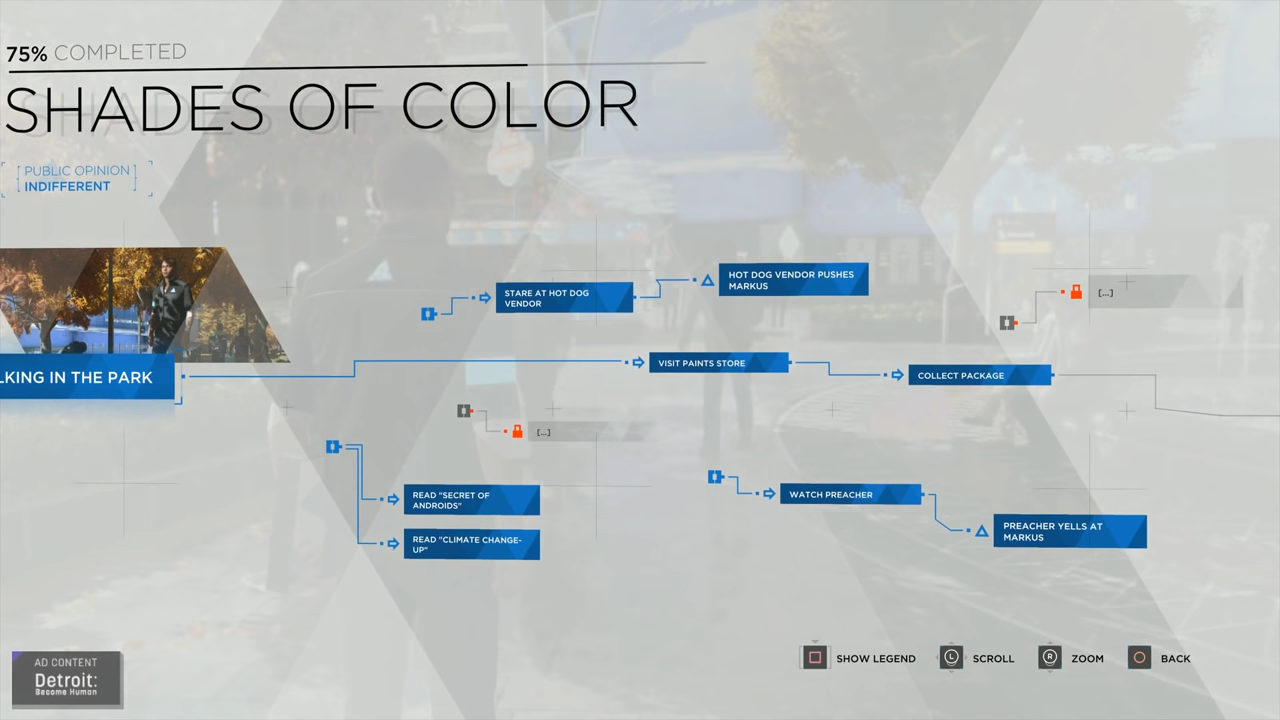 75% COMPLETED
SHADES OF COLOR
PUBLIC OPINION
INDIFFERENT
LKING IN THE PARK
STARE AT HOT DOG
VENDOR
HOT DOG VENDOR PUSHES
MARKUS
[...]
VISIT PAINTS STORE
COLLECT PACKAGE
[...]
READ "SECRET OF
ANDROIDS"
READ "CLIMATE CHANGE-
UP"
WATCH PREACHER
PREACHER YELLS AT
MARKUS
AD CONTENT
Detroit:
Become Human
SHOW LEGEND
L
SCROLL
R
ZOOM
BACK